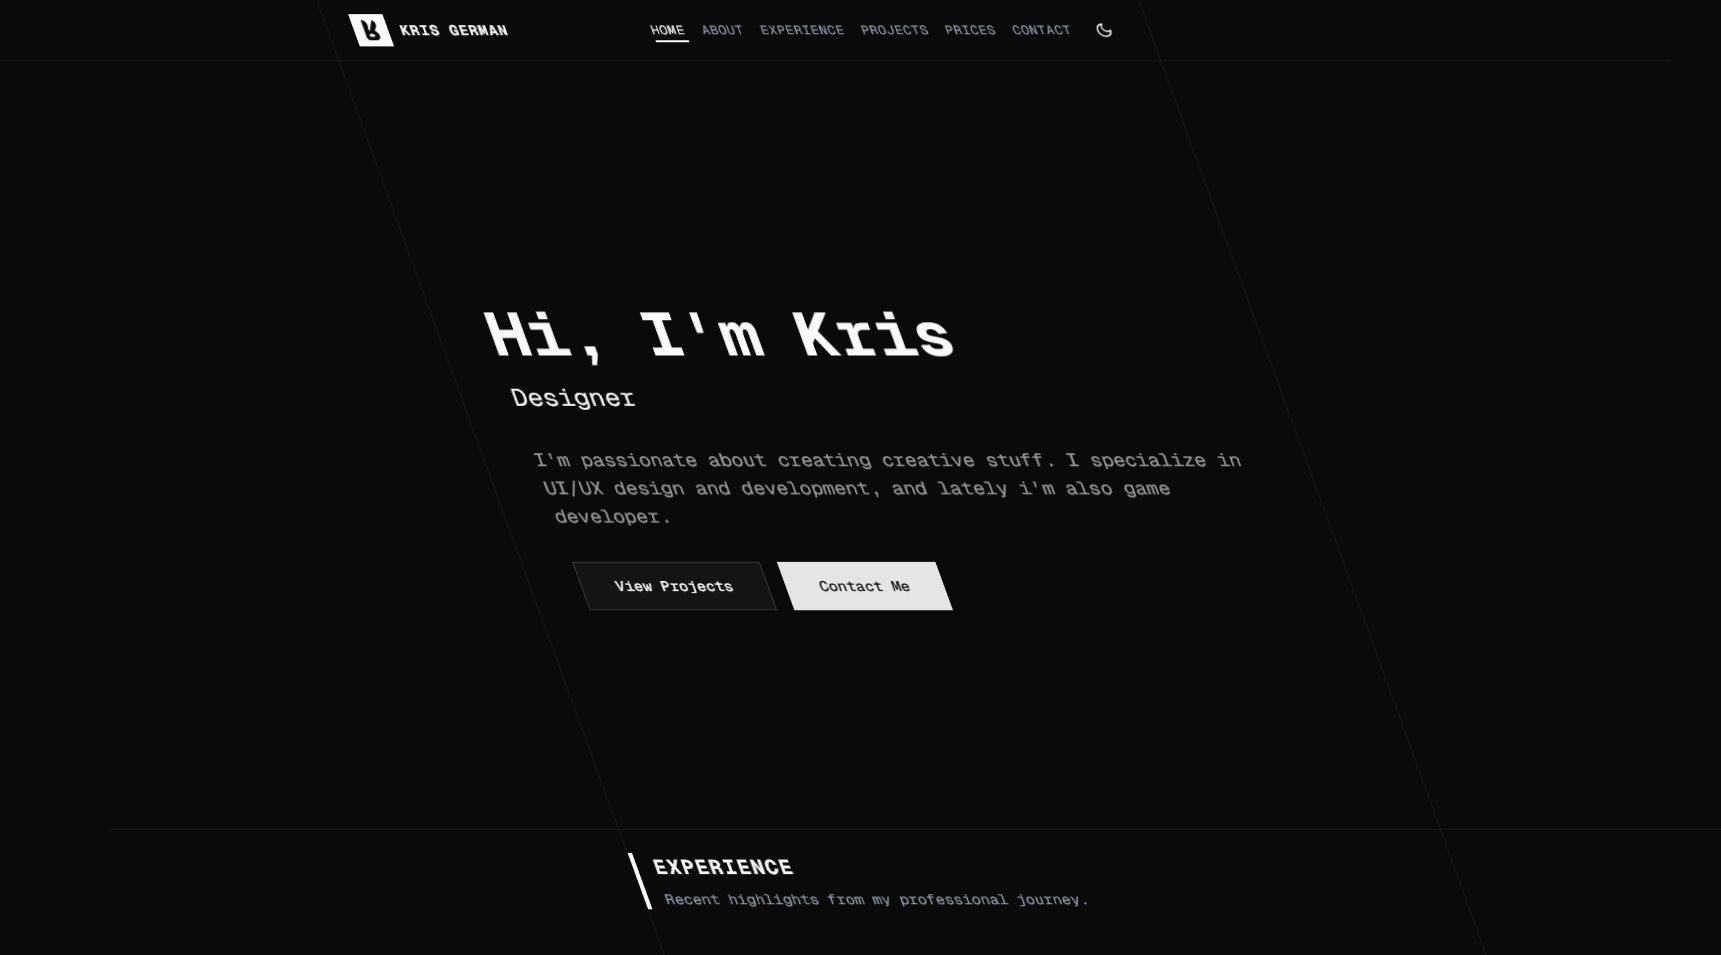 KRIS GERMAN
HOME ABOUT EXPERIENCE PROJECTS PRICES CONTACT
Hi, I'm Kris
Designer
I'm passionate about creating creative stuff. I specialize in
UI/UX design and development, and lately i'm also game
developer.
View Projects Contact Me
EXPERIENCE
Recent highlights from my professional journey.